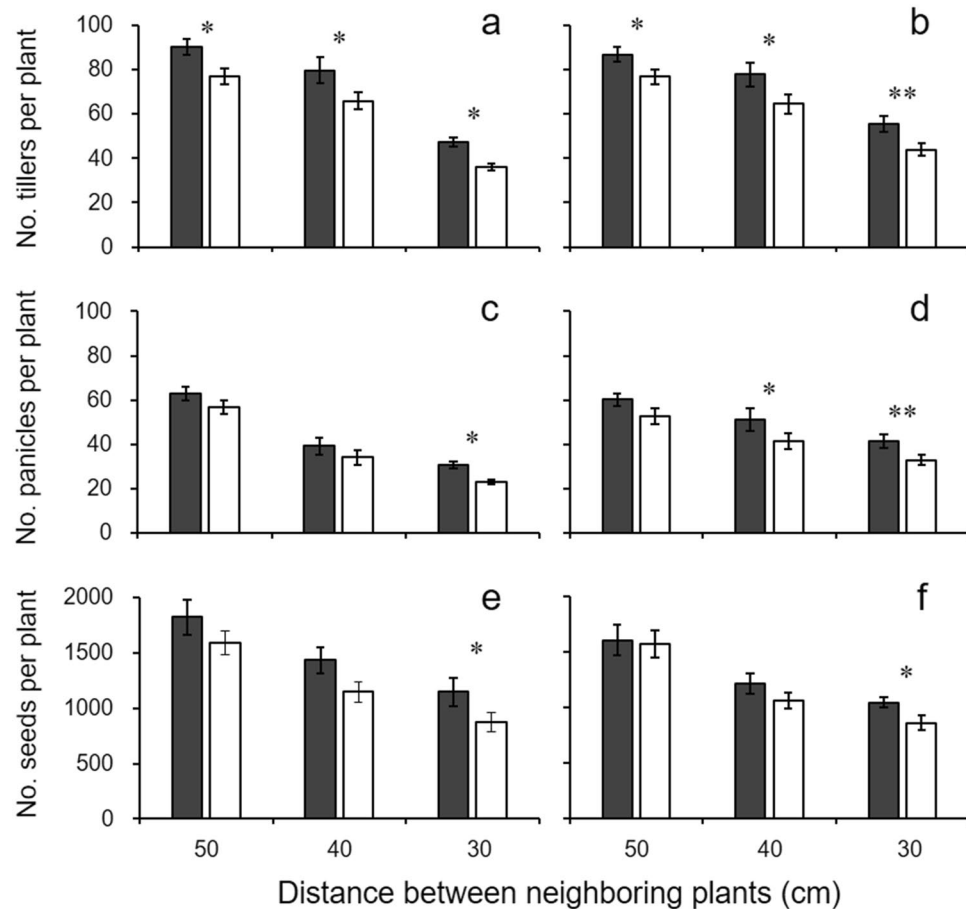 No. tillers per plant
100
80
60
40
20
0
a
*
*
*
b
*
*
**
No. panicles per plant
100
80
60
40
20
0
c
*
d
*
**
No. seeds per plant
2000
1500
1000
500
0
e
*
f
*
50 40 30 50 40 30
Distance between neighboring plants (cm)